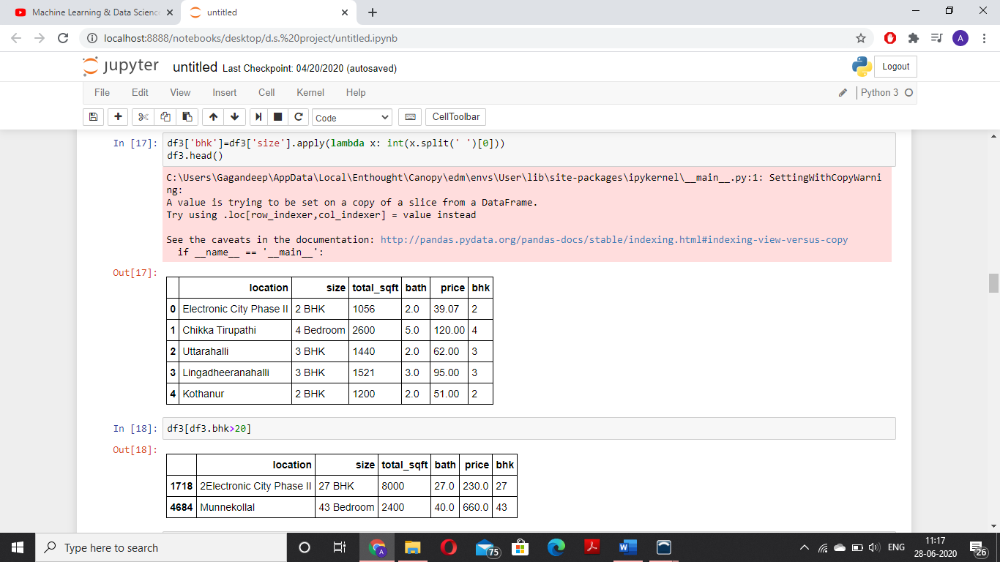 Machine Learning & Data Scienc
untitled
localhost:8888/notebooks/desktop/d.s.%20project/untitled.ipynb
A
jupyter untitled Last Checkpoint: 04/20/2020 (autosaved)
Logout
File Edit View Insert Cell Kernel Help
Python 3
Code
CellToolbar
In [17]: df3['bhk']=df3['size'].apply(lambda x: int(x.split(' ')[0]))
df3.head()
C:\Users\Gagandeep\AppData\Local\Enthought\Canopy\edm\envs\User\lib\site-packages\ipykernel\__main__.py:1: SettingWithCopyWarni
ng:
A value is trying to be set on a copy of a slice from a DataFrame.
Try using .loc[row_indexer,col_indexer] = value instead
See the caveats in the documentation: http://pandas.pydata.org/pandas-docs/stable/indexing.html#indexing-view-versus-copy
if __name__ == '__main__':
Out[17]:
location size total_sqft bath price bhk
0 Electronic City Phase II 2 BHK 1056 2.0 39.07 2
1 Chikka Tirupathi 4 Bedroom 2600 5.0 120.00 4
2 Uttarahalli 3 BHK 1440 2.0 62.00 3
3 Lingadheeranahalli 3 BHK 1521 3.0 95.00 3
4 Kothanur 2 BHK 1200 2.0 51.00 2
In [18]: df3[df3.bhk>20]
Out[18]:
location size total_sqft bath price bhk
1718 2Electronic City Phase II 27 BHK 8000 27.0 230.0 27
4684 Munnekollal 43 Bedroom 2400 40.0 660.0 43
Type here to search
A
75
W
ENG
11:17
28-06-2020
26